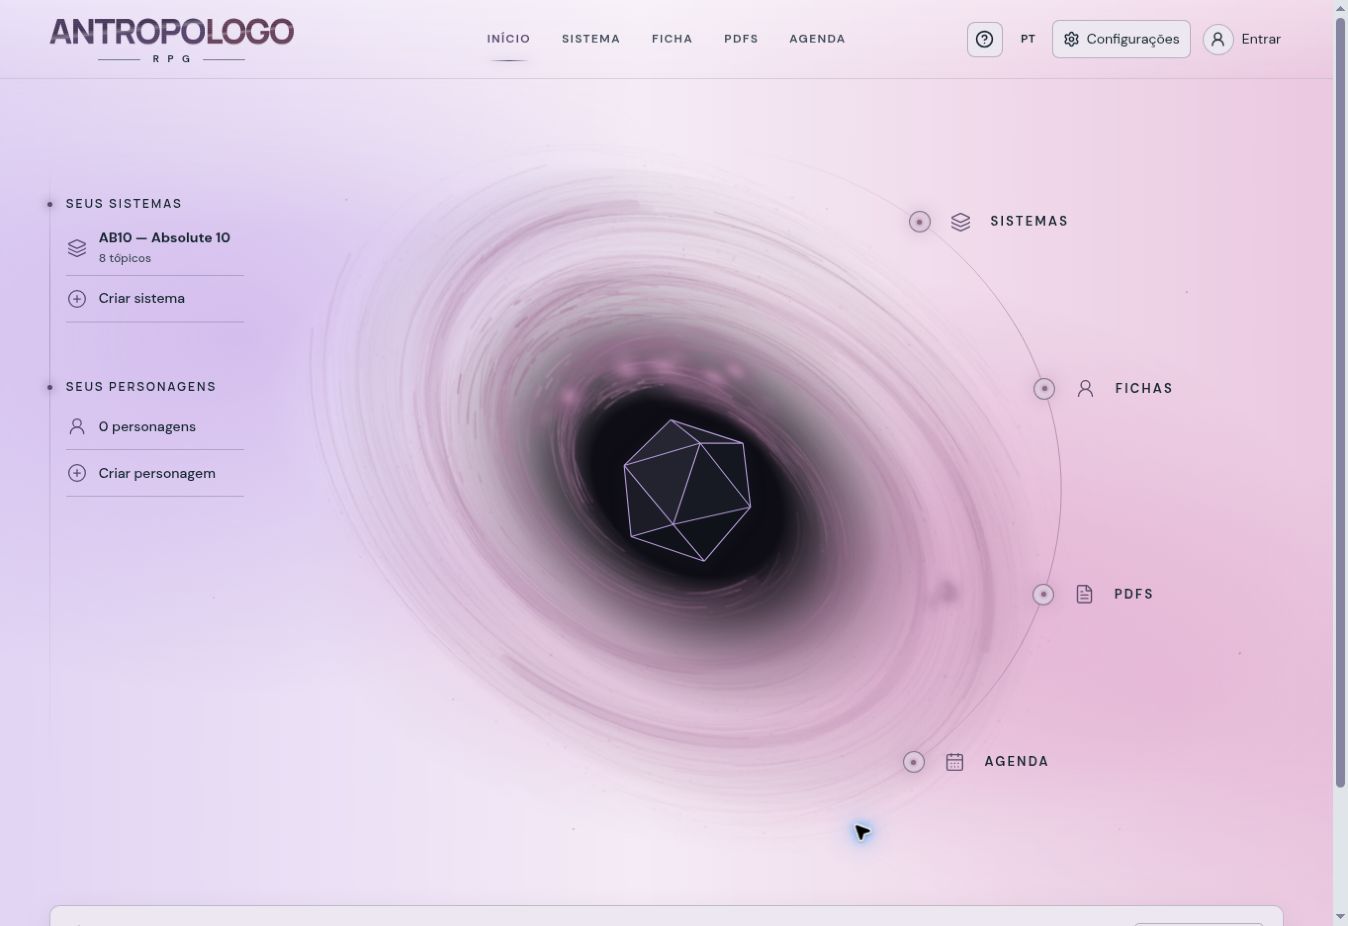 ANTROPOLOGO
RPG
INÍCIO
SISTEMA
FICHA
PDFS
AGENDA
PT
Configurações
Entrar
SEUS SISTEMAS
AB10 — Absolute 10
8 tópicos
Criar sistema
SEUS PERSONAGENS
0 personagens
Criar personagem
SISTEMAS
FICHAS
PDFS
AGENDA